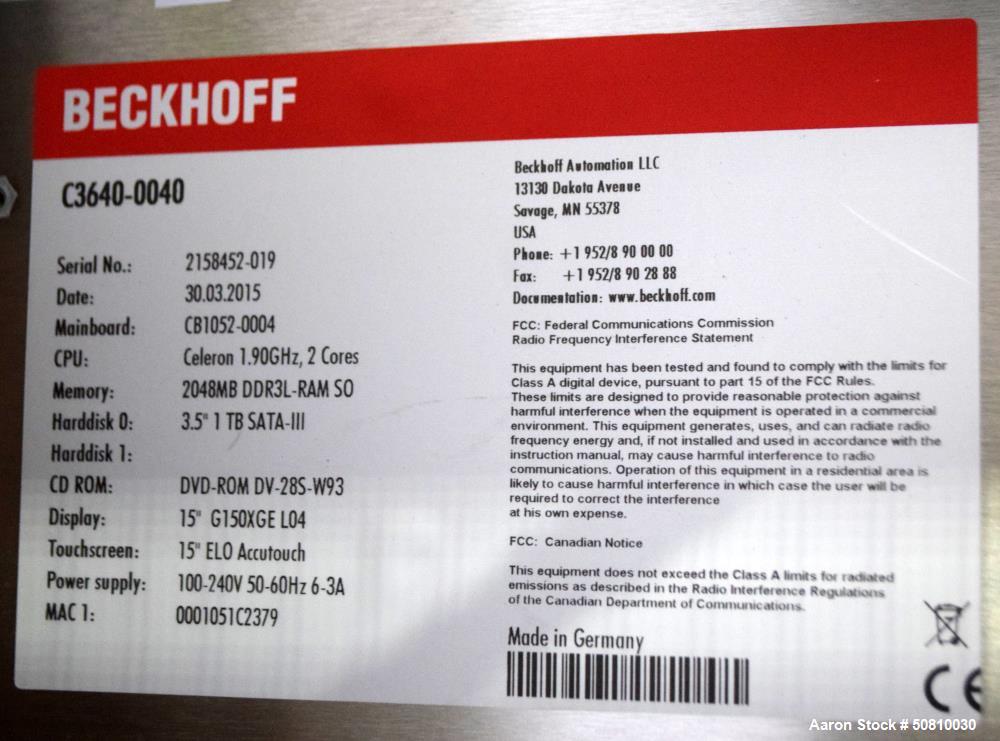 BECKHOFF
C3640-0040
Serial No.: 2158452-019
Date: 30.03.2015
Mainboard: CB1052-0004
CPU: Celeron 1.90GHz, 2 Cores
Memory: 2048MB DDR3L-RAM SO
Harddisk 0: 3.5" 1 TB SATA-III
Harddisk 1:
CD ROM: DVD-ROM DV-28S-W93
Display: 15" G150XGE L04
Touchscreen: 15" ELO Accutouch
Power supply: 100-240V 50-60Hz 6-3A
MAC 1: 0001051C2379
Beckhoff Automation LLC
13130 Dakota Avenue
Savage, MN 55378
USA
Phone: +1 952/8 90 00 00
Fax: +1 952/8 90 28 88
Documentation: www.beckhoff.com
FCC: Federal Communications Commission
Radio Frequency Interference Statement
This equipment has been tested and found to comply with the limits for
Class A digital device, pursuant to part 15 of the FCC Rules.
These limits are designed to provide reasonable protection against
harmful interference when the equipment is operated in a commercial
environment. This equipment generates, uses, and can radiate radio
frequency energy and, if not installed and used in accordance with the
instruction manual, may cause harmful interference to radio
communications. Operation of this equipment in a residential area is
likely to cause harmful interference in which case the user will be
required to correct the interference
at his own expense.
FCC: Canadian Notice
This equipment does not exceed the Class A limits for radiated
emissions as described in the Radio Interference Regulations
of the Canadian Department of Communications.
Made in Germany
CE
Aaron Stock # 50810030